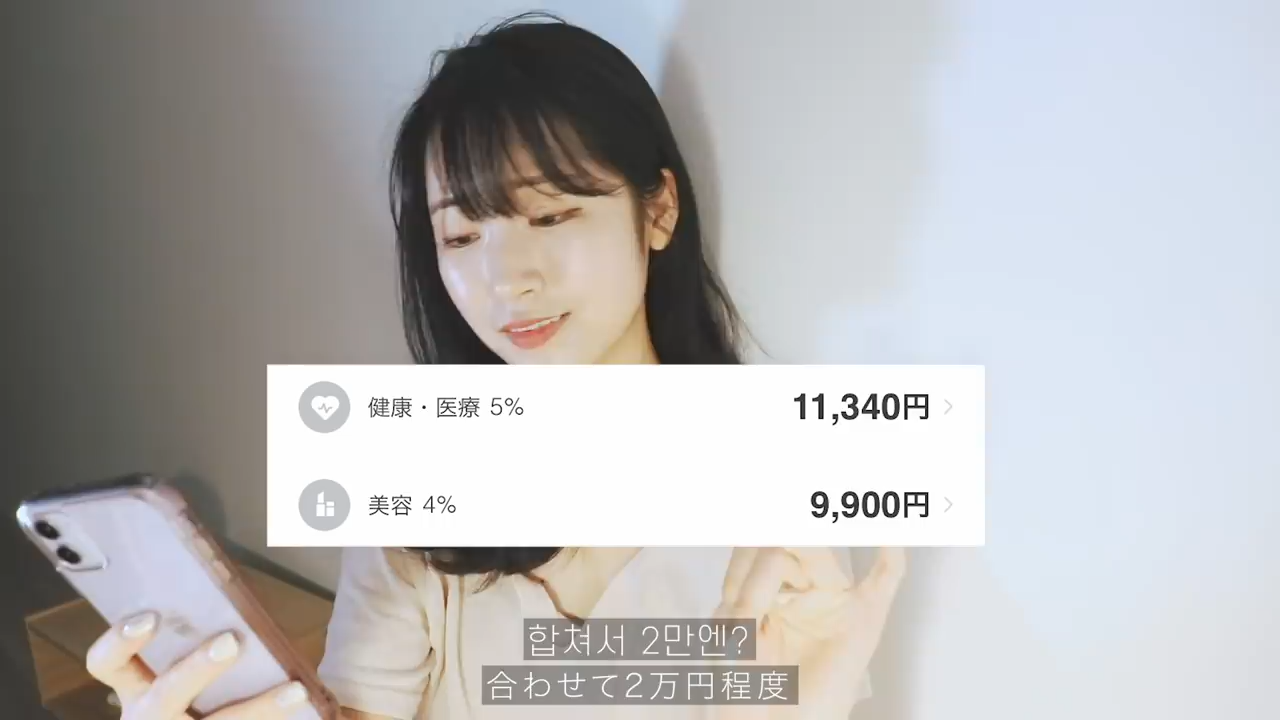 健康・医療 5% 11,340円
美容 4% 9,900円
합쳐서 2만엔?
合わせて2万円程度